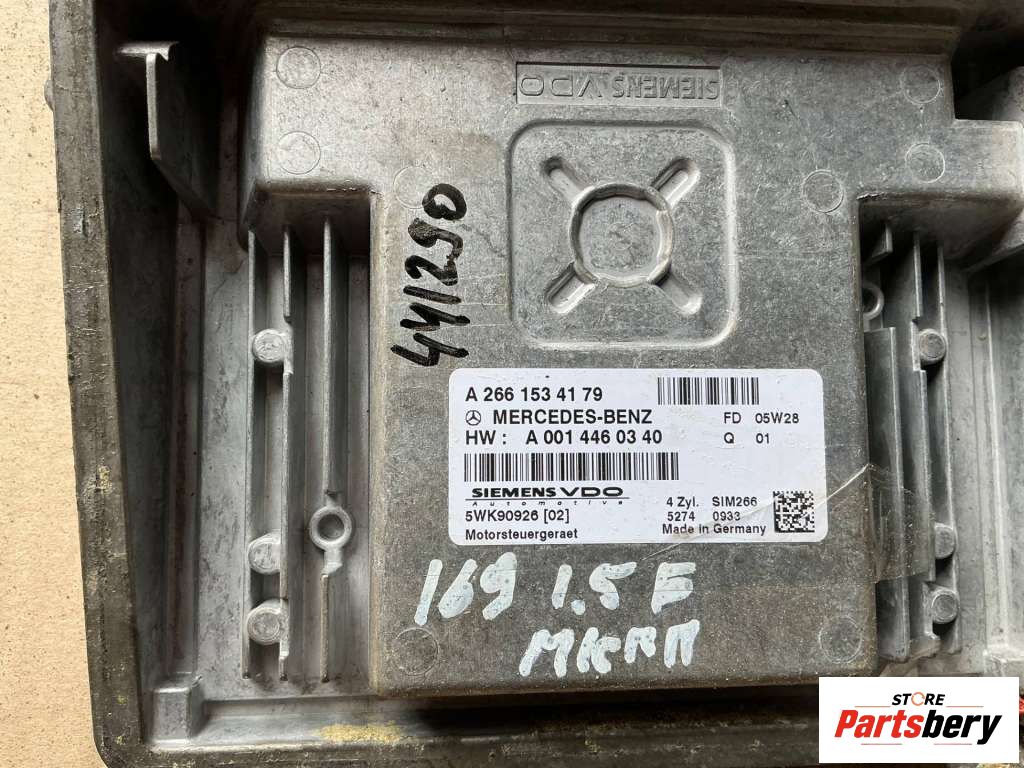 SIEMENS VDO
441290
A 266 153 41 79
MERCEDES-BENZ
FD 05W28
HW : A 001 446 03 40
Q 01
SIEMENS VDO
Automotive
4 Zyl. SIM266
5WK90926 [02]
5274 0933
Motorsteuergeraet
Made in Germany
169 1.5 E
МКПП
STORE
Partsbery